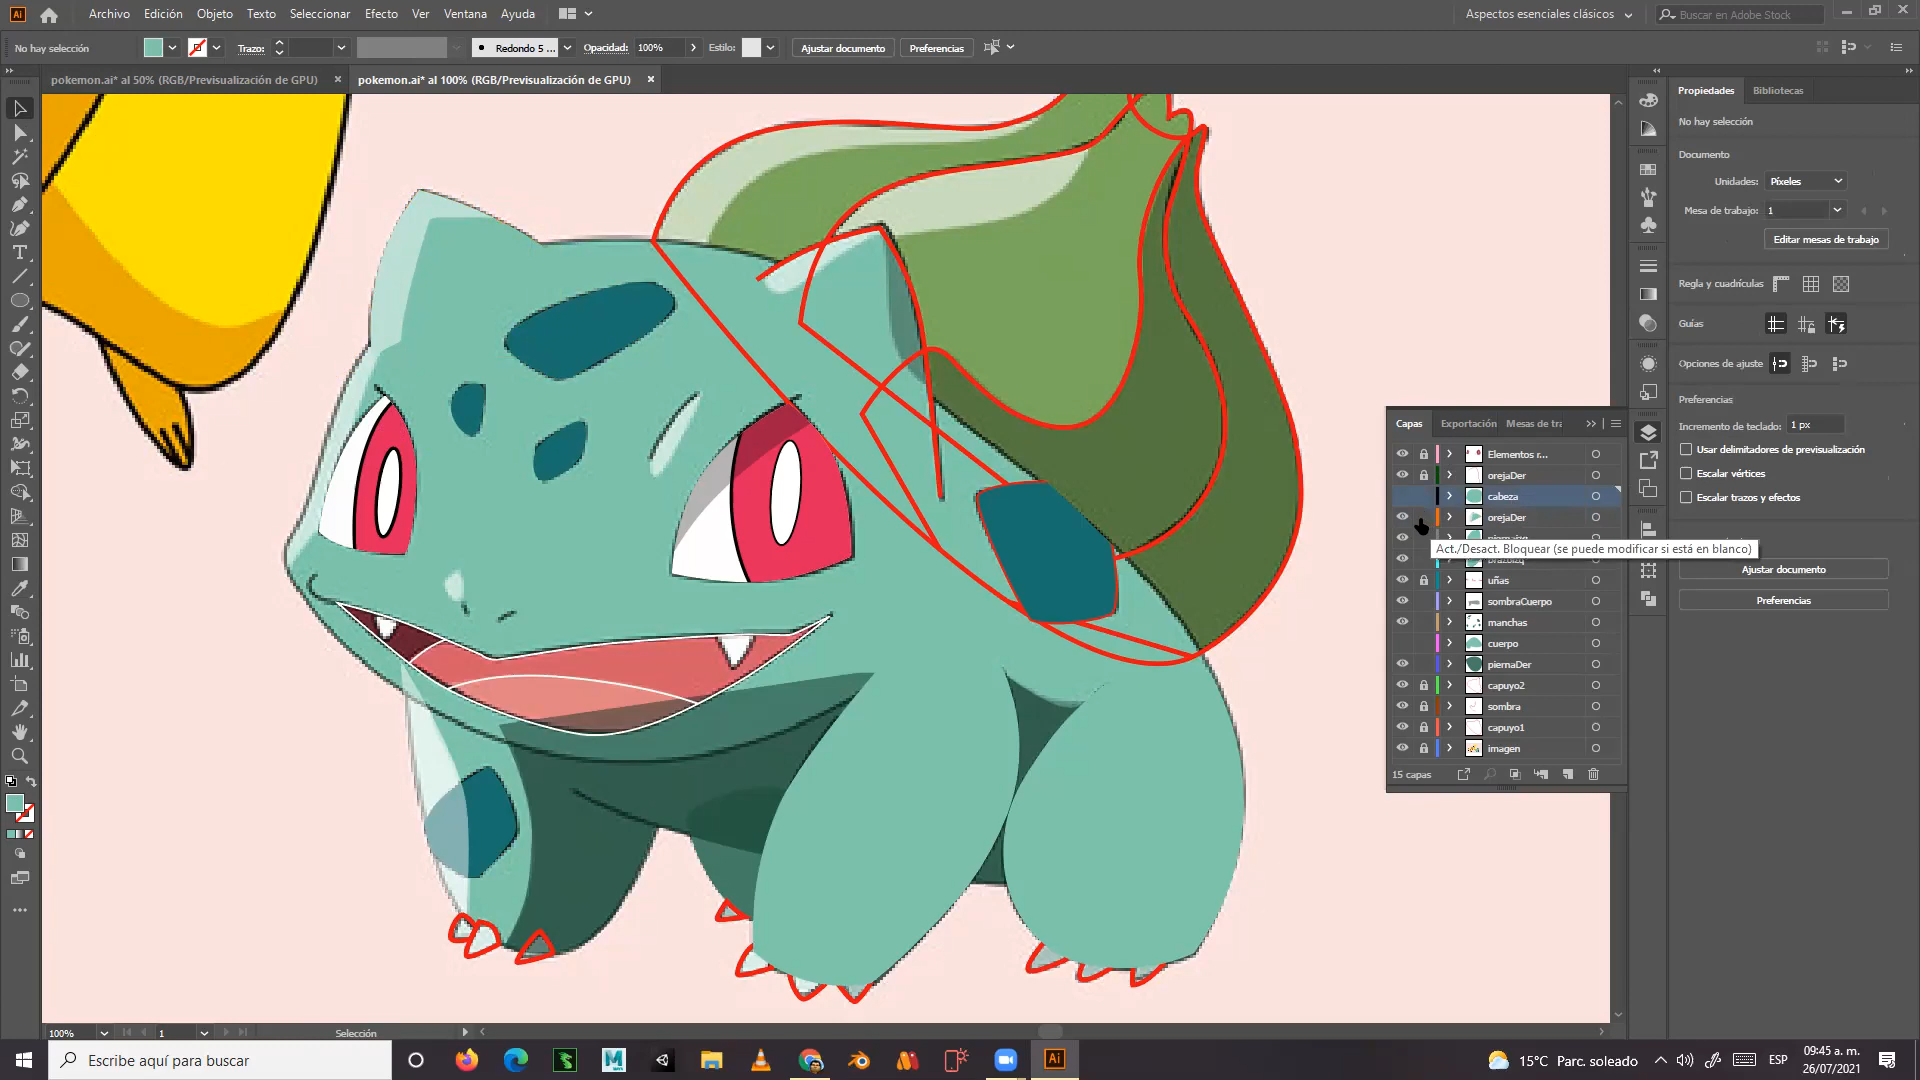 Ai
Archivo Edición Objeto Texto Seleccionar Efecto Ver Ventana Ayuda
Aspectos esenciales clásicos
Buscar en Adobe Stock
No hay selección
Trazo:
Redondo 5 ...
Opacidad: 100%
Estilo:
Ajustar documento
Preferencias
pokemon.ai* al 50% (RGB/Previsualización de GPU)
pokemon.ai* al 100% (RGB/Previsualización de GPU)
Propiedades Bibliotecas
No hay selección
Documento
Unidades: Píxeles
Mesa de trabajo: 1
Editar mesas de trabajo
Regla y cuadrículas
Guías
Opciones de ajuste
Preferencias
Incremento de teclado: 1 px
Usar delimitadores de previsualización
Escalar vértices
Escalar trazos y efectos
Ajustar documento
Preferencias
Capas Exportación Mesas de tra
Elementos r...
orejaDer
cabeza
orejaDer
Act./Desact. Bloquear (se puede modificar si está en blanco)
uñas
sombraCuerpo
manchas
cuerpo
piernaDer
capuyo2
sombra
capuyo1
imagen
15 capas
100% 1 Selección
Escribe aquí para buscar
15°C Parc. soleado
ESP
09:45 a. m.
26/07/2021